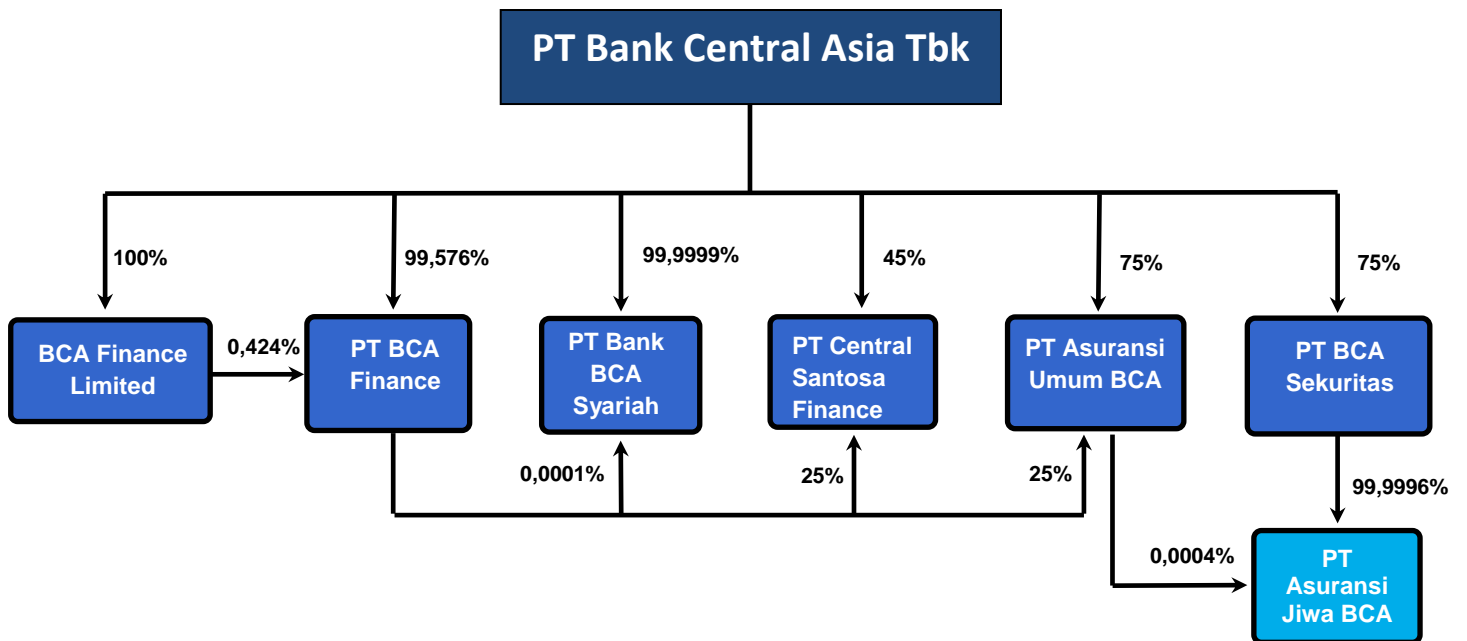 PT Bank Central Asia Tbk
100%
99,576%
99,9999%
45%
75%
75%
BCA Finance
Limited
0,424%
PT BCA
Finance
PT Bank
BCA
Syariah
PT Central
Santosa
Finance
PT Asuransi
Umum BCA
PT BCA
Sekuritas
0,0001%
25%
25%
99,9996%
0,0004%
PT
Asuransi
Jiwa BCA